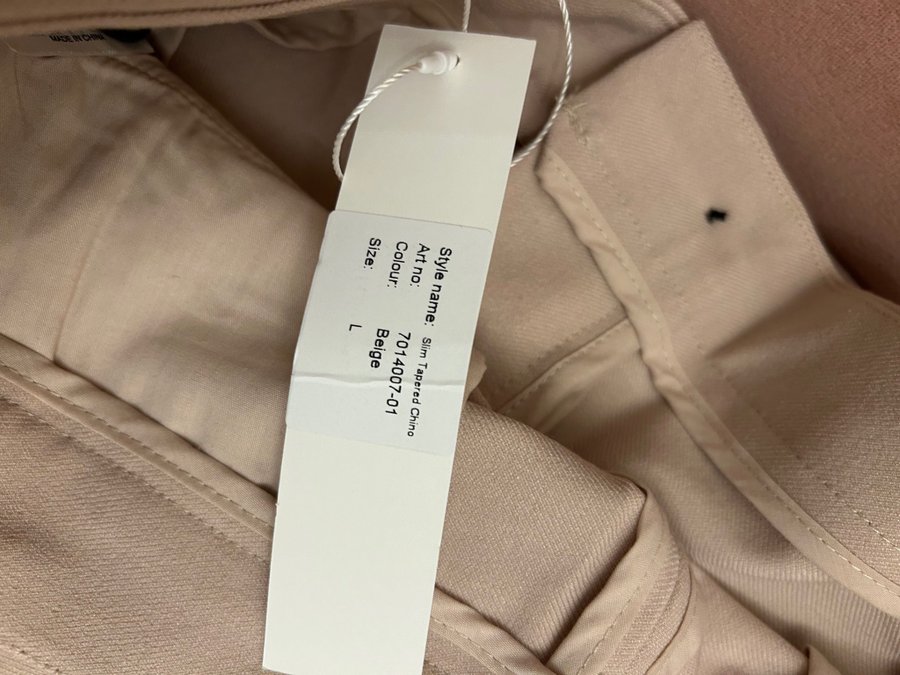 MADE IN CHINA
Style name: Slim Tapered Chino
Art no: 7014007-01
Colour: Beige
Size: L